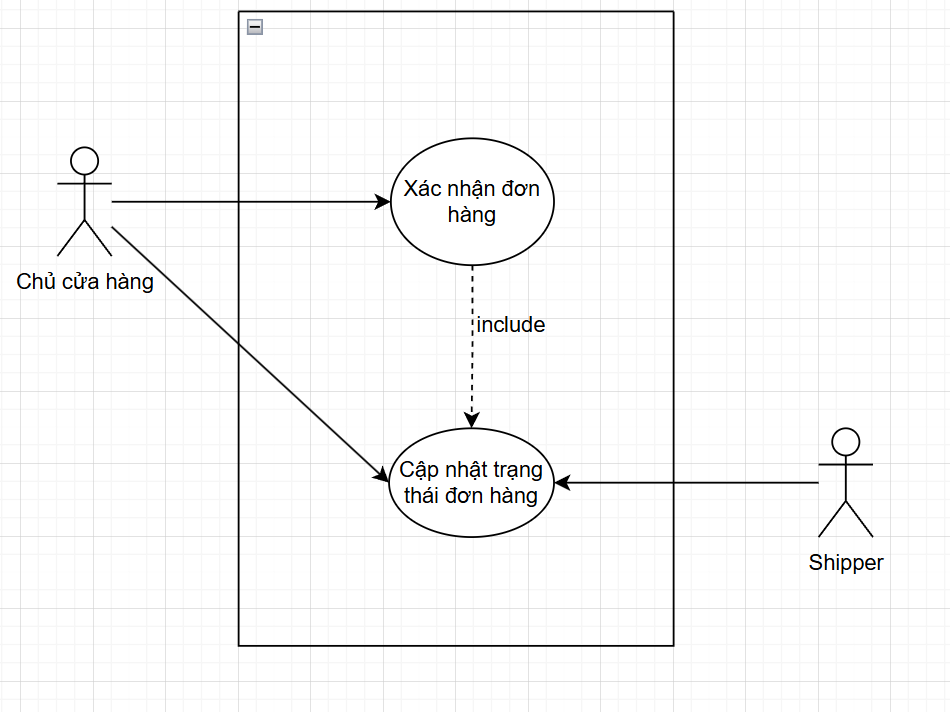 Xác nhận đơn
hàng
Chủ cửa hàng
include
Cập nhật trạng
thái đơn hàng
Shipper